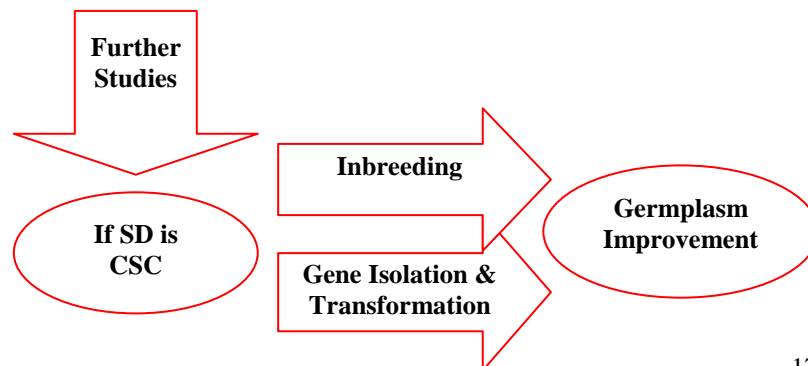 Further
Studies
Inbreeding
If SD is
CSC
Gene Isolation &
Transformation
Germplasm
Improvement